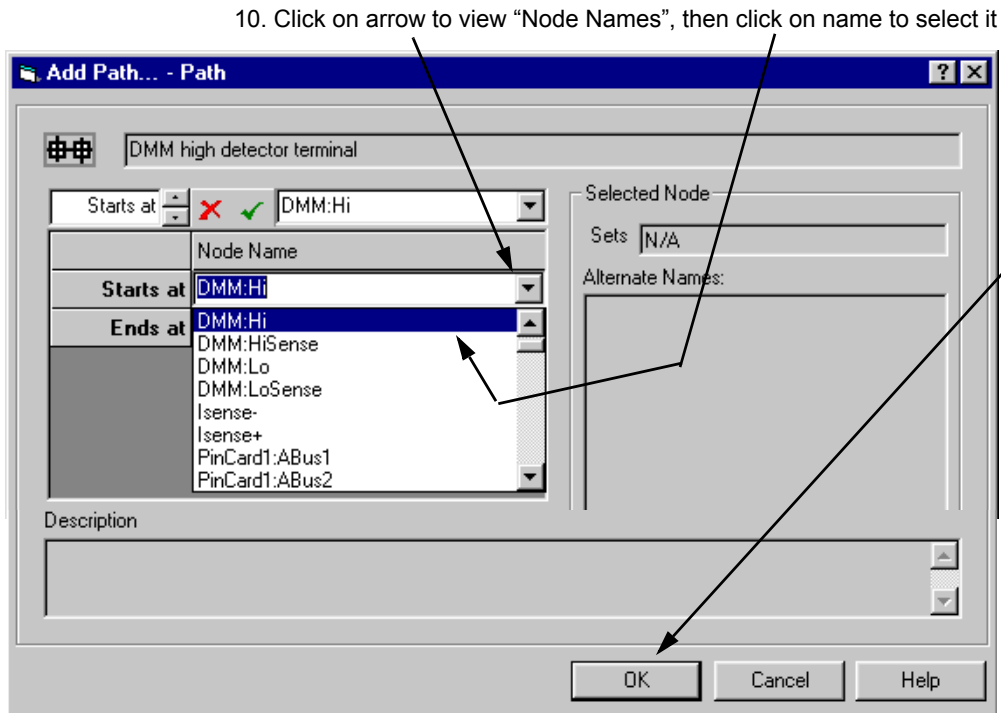 10. Click on arrow to view “Node Names”, then click on name to select it
Add Path... - Path
DMM high detector terminal
Starts at
DMM:Hi
Selected Node
Sets N/A
Node Name
Alternate Names:
Starts at DMM:Hi
Ends at
DMM:Hi
DMM:HiSense
DMM:Lo
DMM:LoSense
Isense-
Isense+
PinCard1:ABus1
PinCard1:ABus2
Description
OK
Cancel
Help